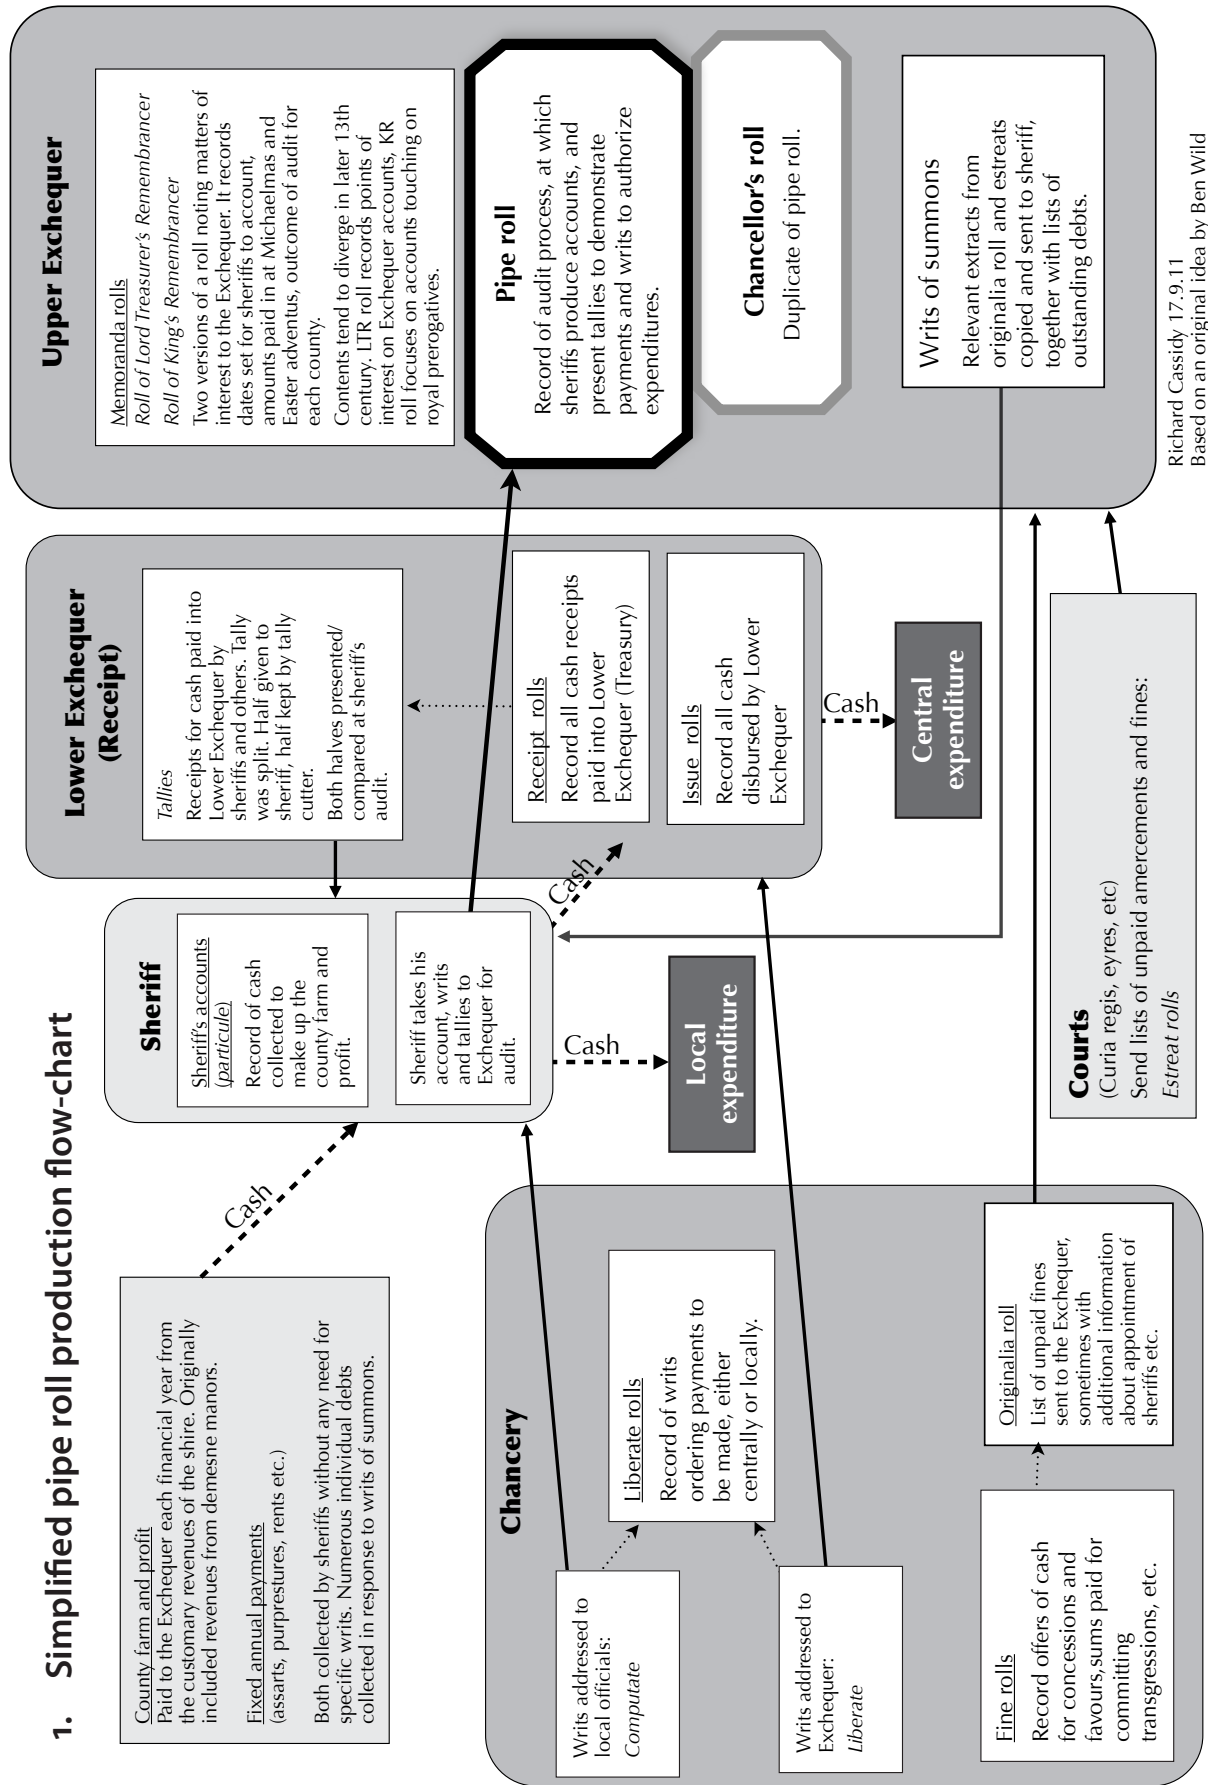 1. Simplified pipe roll production flow-chart
County farm and profit
Paid to the Exchequer each financial year from
the customary revenues of the shire. Originally
included revenues from demesne manors.
Fixed annual payments
(assarts, purprestures, rents etc.)
Both collected by sheriffs without any need for
specific writs. Numerous individual debts
collected in response to writs of summons.
Cash
Sheriff
Sheriff's accounts
(particule)
Record of cash
collected to
make up the
county farm and
profit.
Sheriff takes his
account, writs
and tallies to
Exchequer for
audit.
Cash
Cash
Local
expenditure
Lower Exchequer
(Receipt)
Tallies
Receipts for cash paid into
Lower Exchequer by
sheriffs and others. Tally
was split. Half given to
sheriff, half kept by tally
cutter.
Both halves presented/
compared at sheriff's
audit.
Receipt rolls
Record all cash receipts
paid into Lower
Exchequer (Treasury)
Issue rolls
Record all cash
disbursed by Lower
Exchequer
Cash
Central
expenditure
Upper Exchequer
Memoranda rolls
Roll of Lord Treasurer's Remembrancer
Roll of King's Remembrancer
Two versions of a roll noting matters of
interest to the Exchequer. It records
dates set for sheriffs to account,
amounts paid in at Michaelmas and
Easter adventus, outcome of audit for
each county.
Contents tend to diverge in later 13th
century. LTR roll records points of
interest on Exchequer accounts, KR
roll focuses on accounts touching on
royal prerogatives.
Pipe roll
Record of audit process, at which
sheriffs produce accounts, and
present tallies to demonstrate
payments and writs to authorize
expenditures.
Chancellor's roll
Duplicate of pipe roll.
Writs of summons
Relevant extracts from
originalia roll and estreats
copied and sent to sheriff,
together with lists of
outstanding debts.
Chancery
Writs addressed to
local officials:
Computate
Liberate rolls
Record of writs
ordering payments to
be made, either
centrally or locally.
Writs addressed to
Exchequer:
Liberate
Fine rolls
Record offers of cash
for concessions and
favours,sums paid for
committing
transgressions, etc.
Originalia roll
List of unpaid fines
sent to the Exchequer,
sometimes with
additional information
about appointment of
sheriffs etc.
Courts
(Curia regis, eyres, etc)
Send lists of unpaid amercements and fines:
Estreat rolls
Richard Cassidy 17.9.11
Based on an original idea by Ben Wild